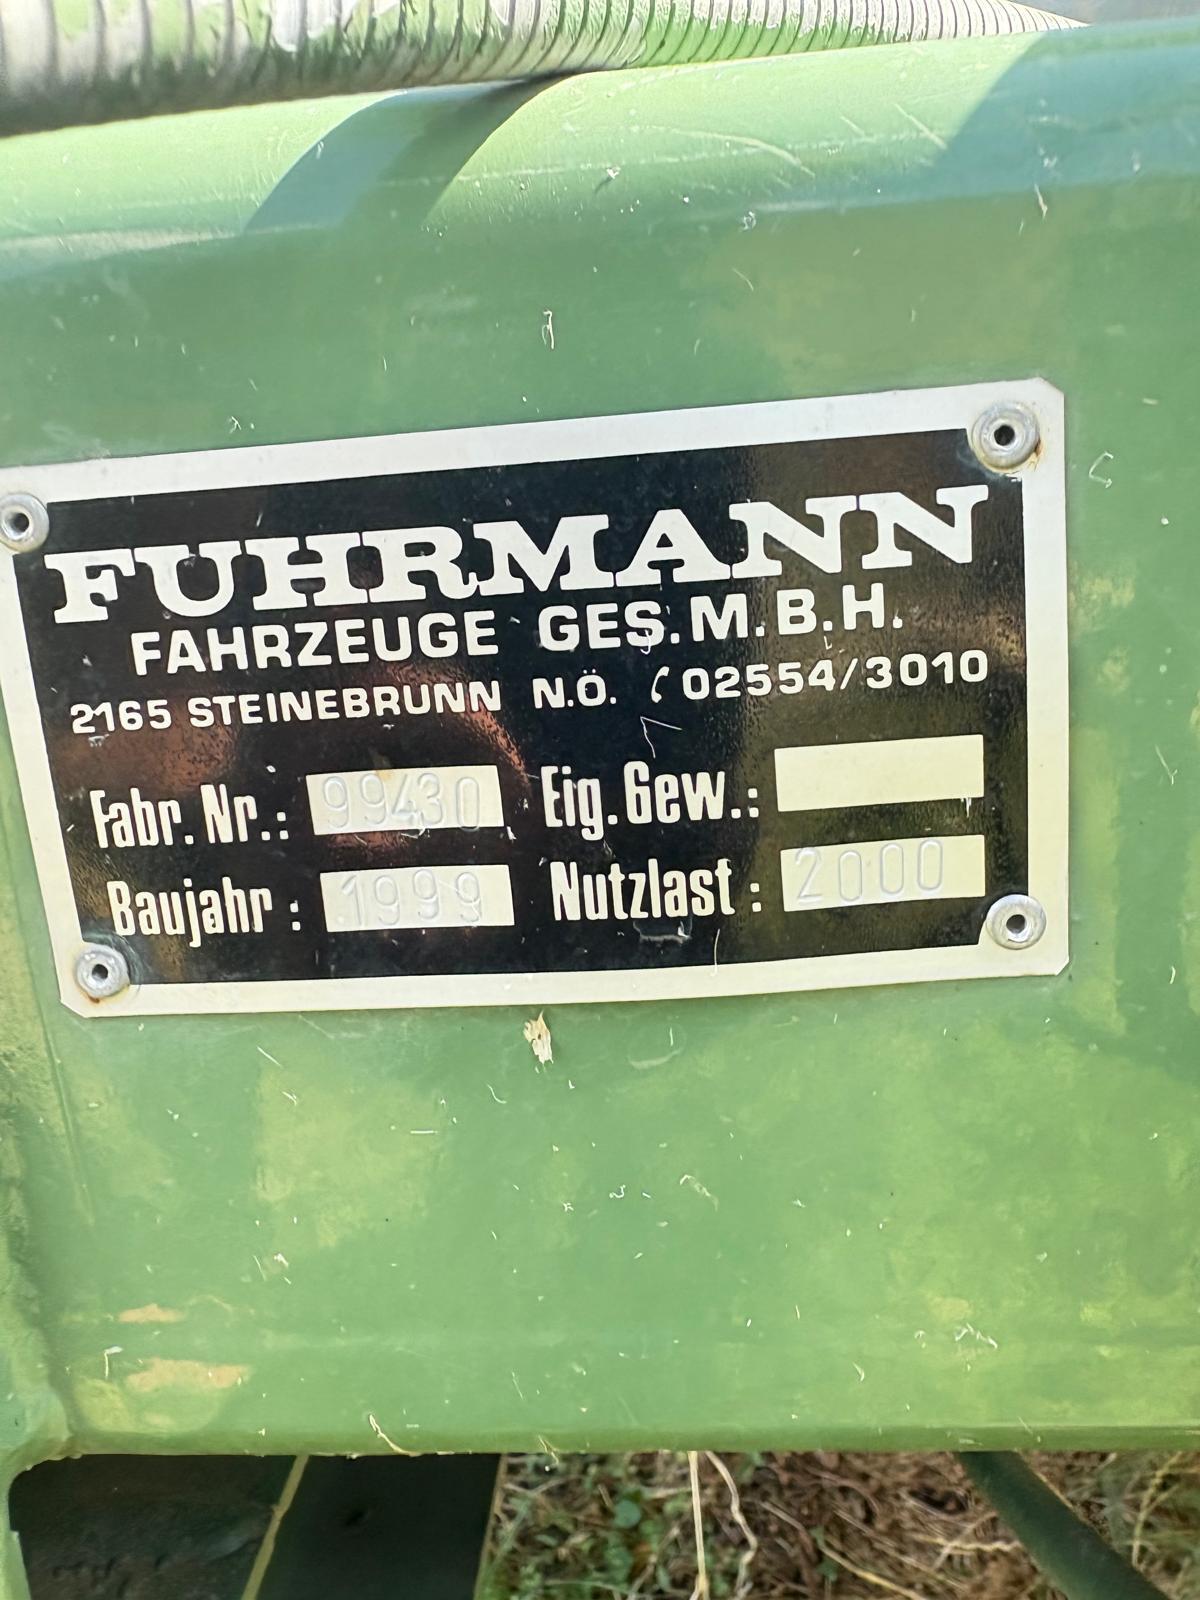 FUHRMANN
FAHRZEUGE GES.M.B.H.
2165 STEINEBRUNN N.Ö. 02554/3010
Fabr. Nr.: 99430 Eig. Gew.:
Baujahr: 1999 Nutzlast: 2000